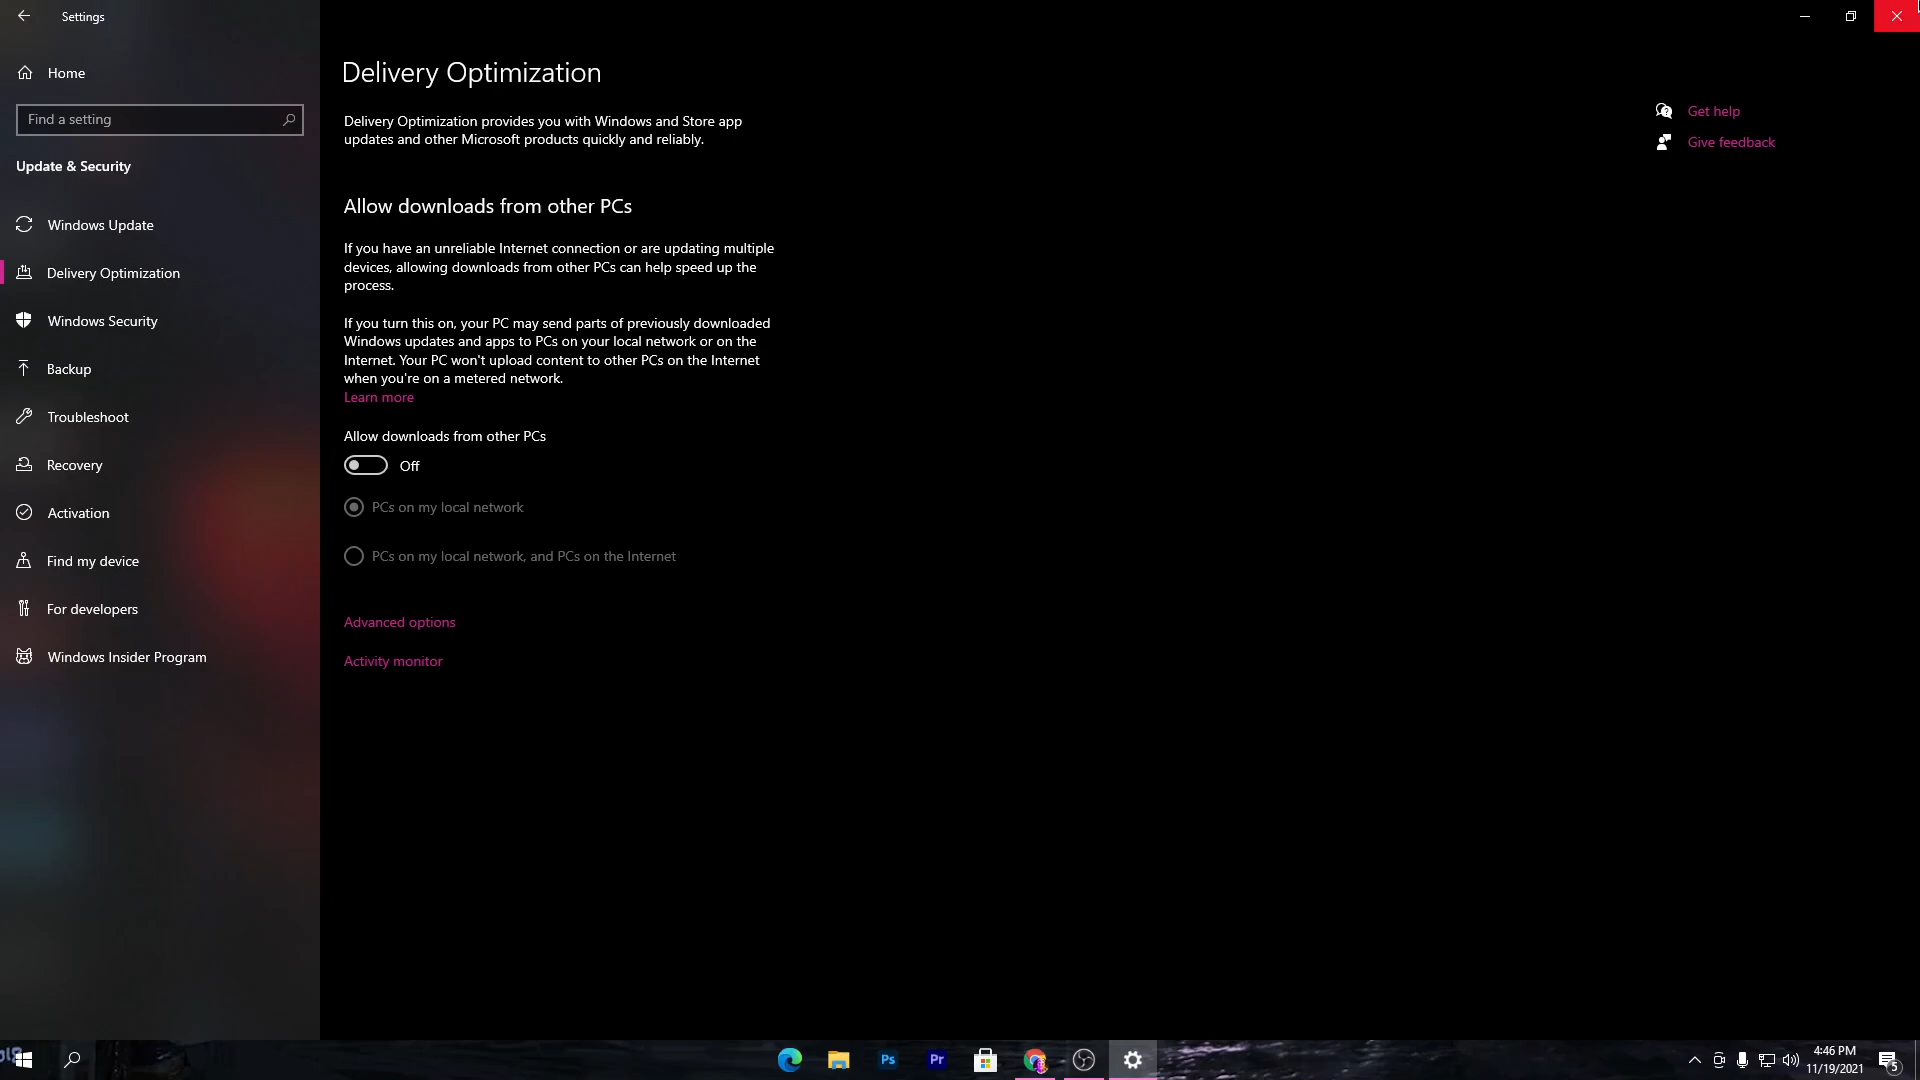 Settings
Home
Find a setting
Update & Security
Windows Update
Delivery Optimization
Windows Security
Backup
Troubleshoot
Recovery
Activation
Find my device
For developers
Windows Insider Program
Delivery Optimization
Delivery Optimization provides you with Windows and Store app
updates and other Microsoft products quickly and reliably.
Allow downloads from other PCs
If you have an unreliable Internet connection or are updating multiple
devices, allowing downloads from other PCs can help speed up the
process.
If you turn this on, your PC may send parts of previously downloaded
Windows updates and apps to PCs on your local network or on the
Internet. Your PC won't upload content to other PCs on the Internet
when you're on a metered network.
Learn more
Allow downloads from other PCs
Off
PCs on my local network
PCs on my local network, and PCs on the Internet
Advanced options
Activity monitor
Get help
Give feedback
Ps
Pr
4:46 PM
11/19/2021
5